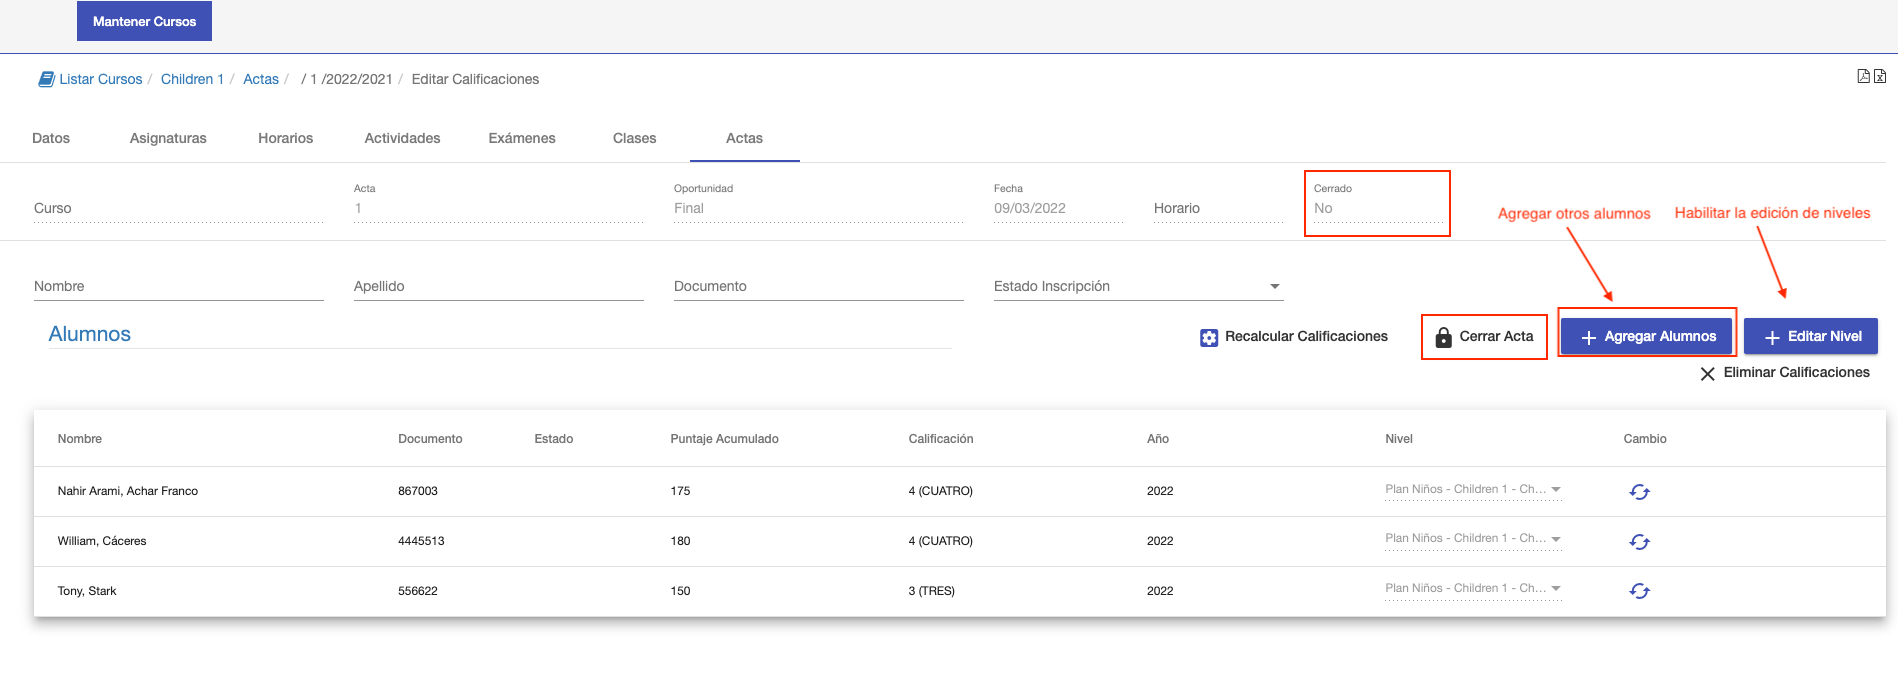 Mantener Cursos
Listar Cursos / Children 1 / Actas / / 1 /2022/2021 / Editar Calificaciones
Datos Asignaturas Horarios Actividades Exámenes Clases Actas
Curso
Acta
1
Oportunidad
Final
Fecha
09/03/2022
Horario
Cerrado
No
Agregar otros alumnos
Habilitar la edición de niveles
Nombre Apellido Documento Estado Inscripción
Alumnos
Recalcular Calificaciones Cerrar Acta Agregar Alumnos Editar Nivel
Eliminar Calificaciones
Nombre Documento Estado Puntaje Acumulado Calificación Año Nivel Cambio
Nahir Arami, Achar Franco 867003 175 4 (CUATRO) 2022 Plan Niños - Children 1 - Ch...
William, Cáceres 4445513 180 4 (CUATRO) 2022 Plan Niños - Children 1 - Ch...
Tony, Stark 556622 150 3 (TRES) 2022 Plan Niños - Children 1 - Ch...